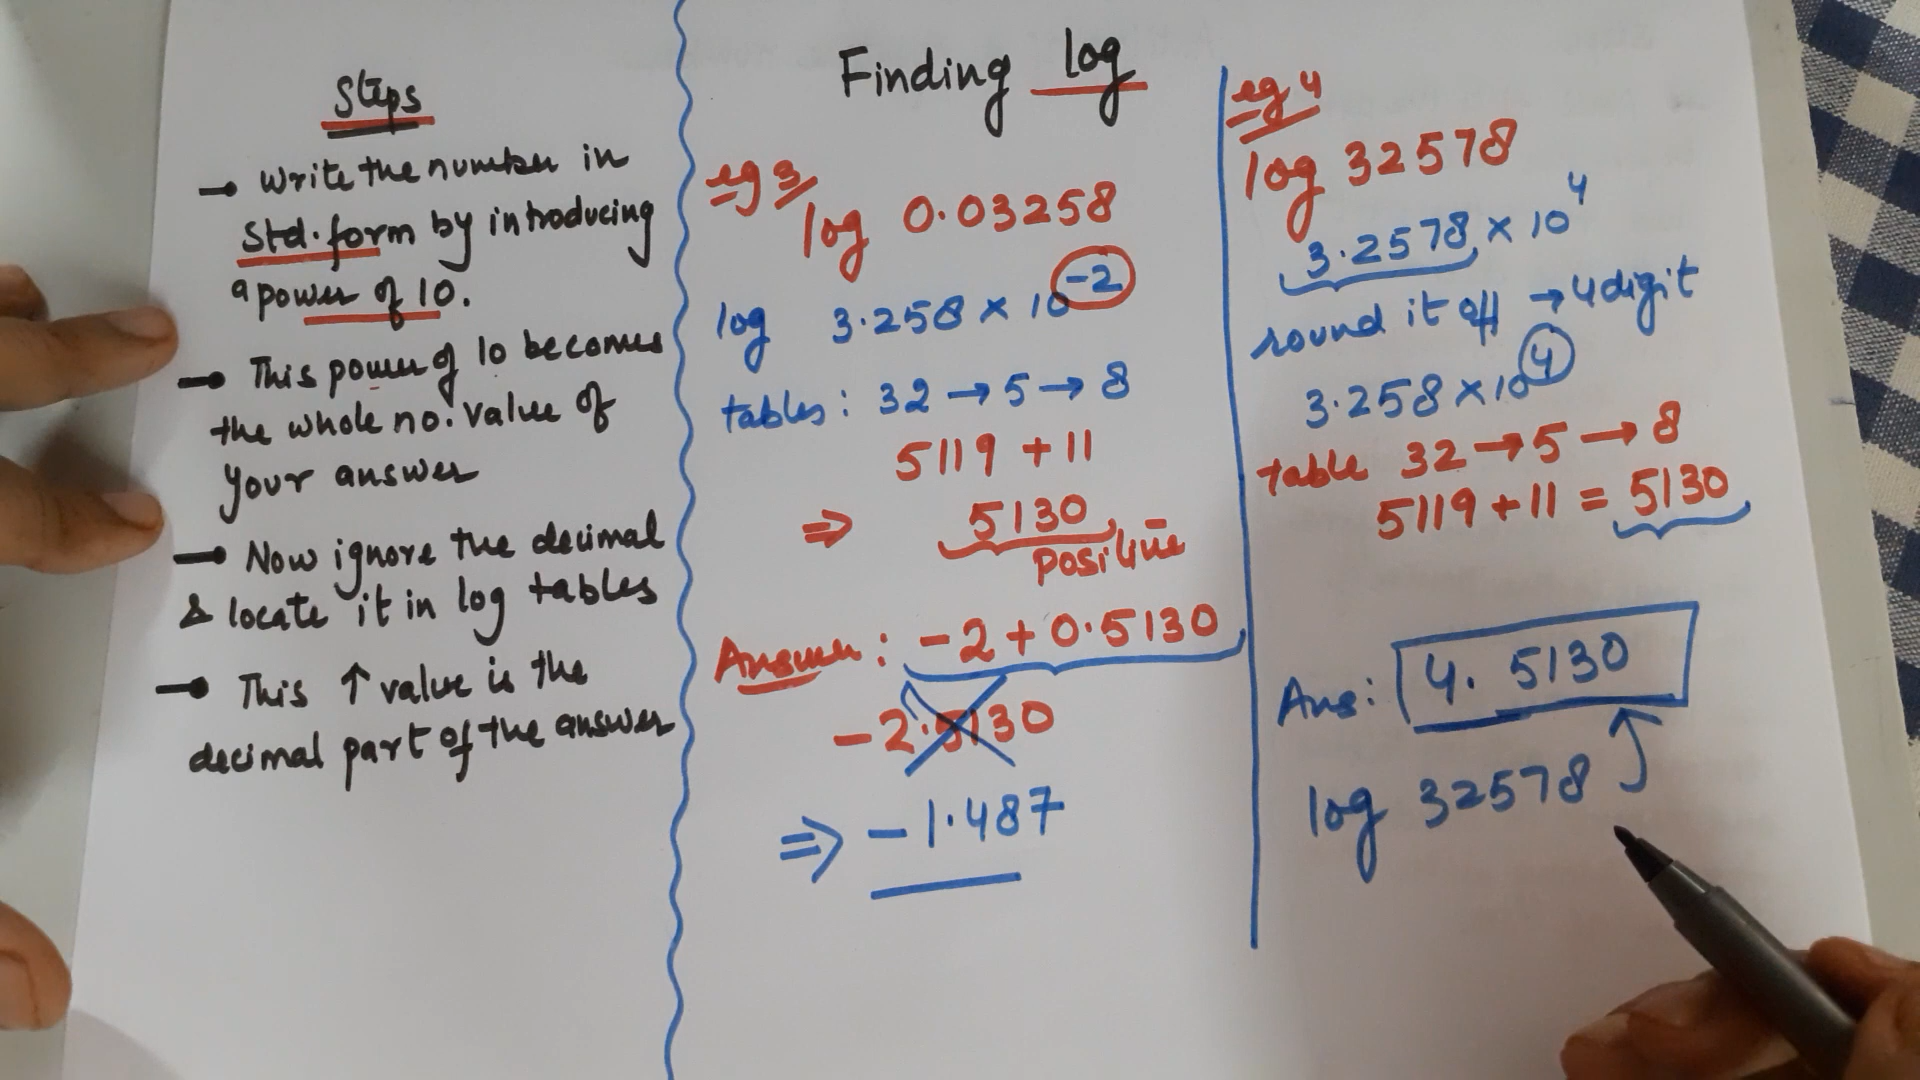 Steps
→ Write the number in
Std. form by introducing
a power of 10.
→ This power of 10 becomes
the whole no. value of
your answer
→ Now ignore the decimal
& locate it in log tables
→ This ↑ value is the
decimal part of the answer
Finding log
eg 3
log 0.03258
log 3.258 × 10⁻²
tables: 32 → 5 → 8
5119 + 11
⇒ 5130
Positive
Answer: -2 + 0.5130
-2.5130
⇒ -1.487
eg 4
log 32578
3.2578 × 10⁴
round it off → 4 digit
3.258 × 10⁴
table 32 → 5 → 8
5119 + 11 = 5130
Ans: 4. 5130
log 32578